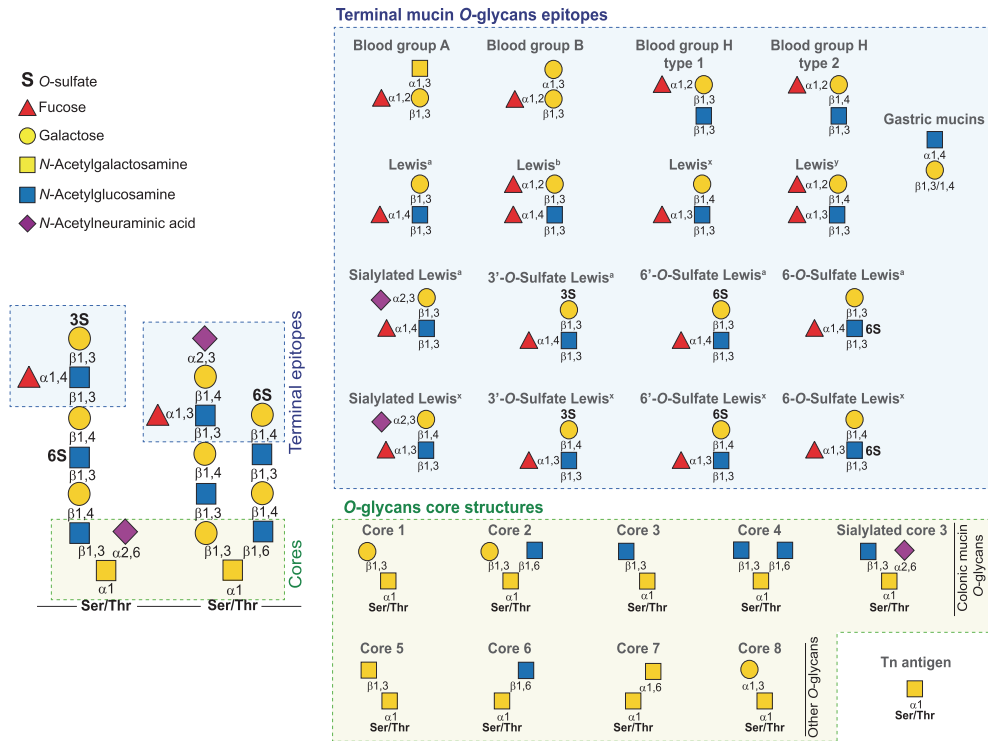 Terminal mucin O-glycans epitopes
S O-sulfate
Fucose
Galactose
N-Acetylgalactosamine
N-Acetylglucosamine
N-Acetylneuraminic acid
Blood group A
α1,3
α1,2
β1,3
Blood group B
α1,3
α1,2
β1,3
Blood group H
type 1
α1,2
β1,3
β1,3
Blood group H
type 2
α1,2
β1,4
β1,3
Gastric mucins
α1,4
β1,3/1,4
Lewisᵃ
β1,3
α1,4
β1,3
Lewisᵇ
α1,2
β1,3
α1,4
β1,3
Lewisˣ
β1,4
α1,3
β1,3
Lewisʸ
α1,2
β1,4
α1,3
β1,3
Sialylated Lewisᵃ
α2,3
β1,3
α1,4
β1,3
3'-O-Sulfate Lewisᵃ
3S
β1,3
α1,4
β1,3
6'-O-Sulfate Lewisᵃ
6S
β1,3
α1,4
β1,3
6-O-Sulfate Lewisᵃ
β1,3
α1,4
6S
β1,3
Sialylated Lewisˣ
α2,3
β1,4
α1,3
β1,3
3'-O-Sulfate Lewisˣ
3S
β1,4
α1,3
β1,3
6'-O-Sulfate Lewisˣ
6S
β1,4
α1,3
β1,3
6-O-Sulfate Lewisˣ
β1,4
α1,3
6S
β1,3
3S
β1,3
α1,4
β1,3
β1,4
6S
β1,3
β1,4
β1,3
α2,6
α1
Ser/Thr
α2,3
β1,4
α1,3
β1,3
β1,4
β1,3
β1,3
6S
β1,4
β1,3
β1,4
β1,6
α1
Ser/Thr
Terminal epitopes
Cores
O-glycans core structures
Core 1
β1,3
α1
Ser/Thr
Core 2
β1,3
β1,6
α1
Ser/Thr
Core 3
β1,3
α1
Ser/Thr
Core 4
β1,3
β1,6
α1
Ser/Thr
Sialylated core 3
β1,3
α2,6
α1
Ser/Thr
Colonic mucin
O-glycans
Core 5
β1,3
α1
Ser/Thr
Core 6
β1,6
α1
Ser/Thr
Core 7
α1,6
α1
Ser/Thr
Core 8
α1,3
α1
Ser/Thr
Other O-glycans
Tn antigen
α1
Ser/Thr